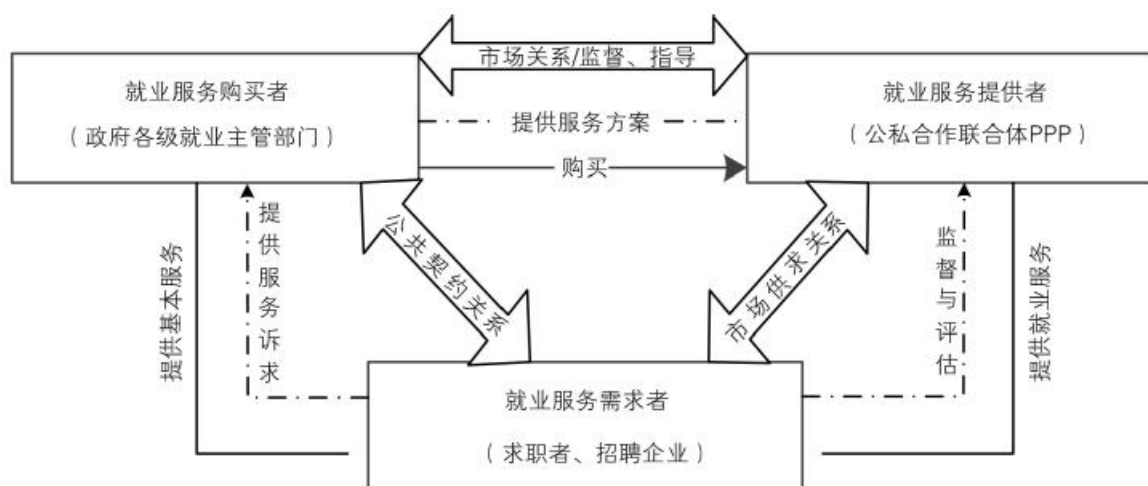 市场关系/监督、指导
就业服务购买者
(政府各级就业主管部门)
就业服务提供者
(公私合作联合体PPP)
提供服务方案
购买
提供基本服务
提供服务诉求
公共契约关系
市场供求关系
监督与评估
提供就业服务
就业服务需求者
(求职者、招聘企业)